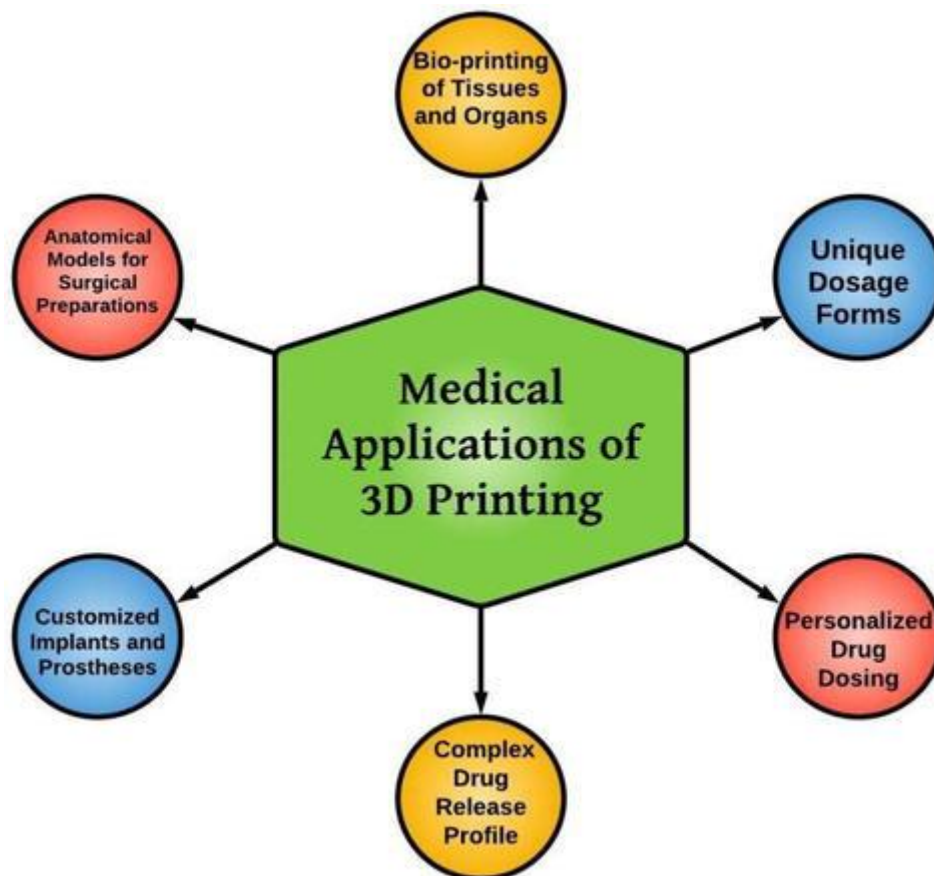 Bio-printing
of Tissues
and Organs
Anatomical
Models for
Surgical
Preparations
Unique
Dosage
Forms
Medical
Applications of
3D Printing
Customized
Implants and
Prostheses
Personalized
Drug
Dosing
Complex
Drug
Release
Profile